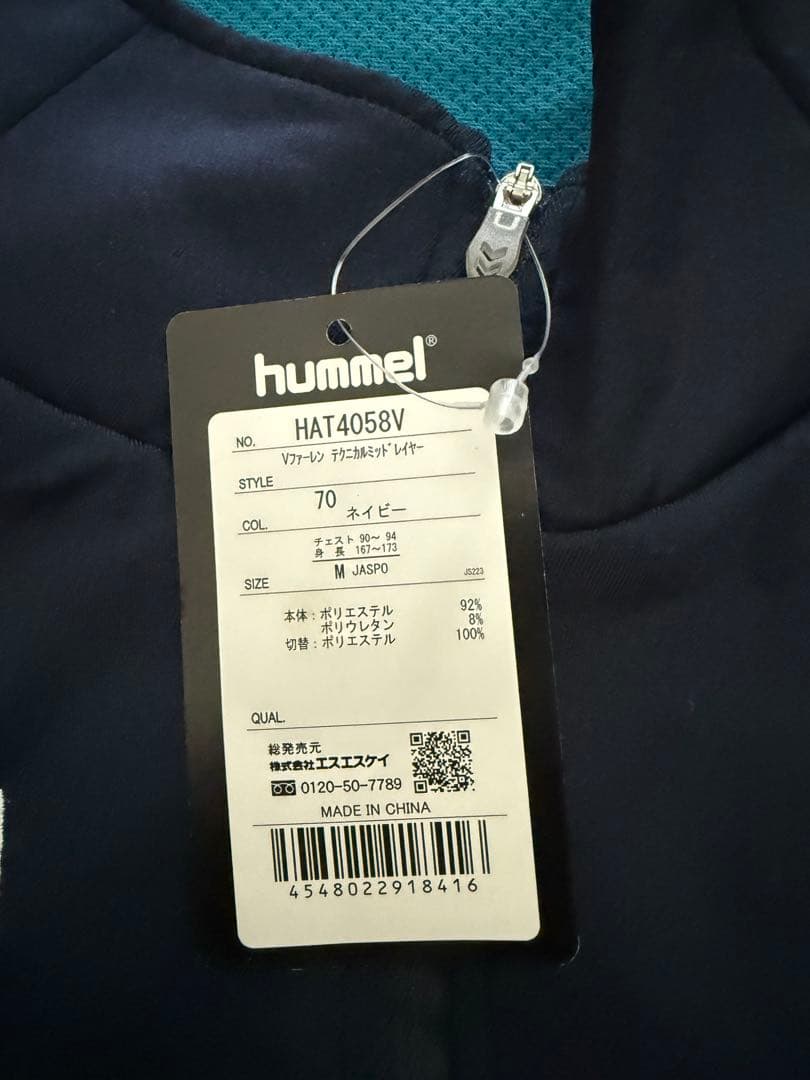 hummel®
NO. HAT4058V
Vファーレン テクニカルミッドレイヤー
STYLE
70 ネイビー
COL.
チェスト 90～ 94
身 長 167～173
M JASPO JS223
SIZE
本体：ポリエステル 92%
ポリウレタン 8%
切替：ポリエステル 100%
QUAL.
総発売元
株式会社エスエスケイ
0120-50-7789
MADE IN CHINA
4548022918416